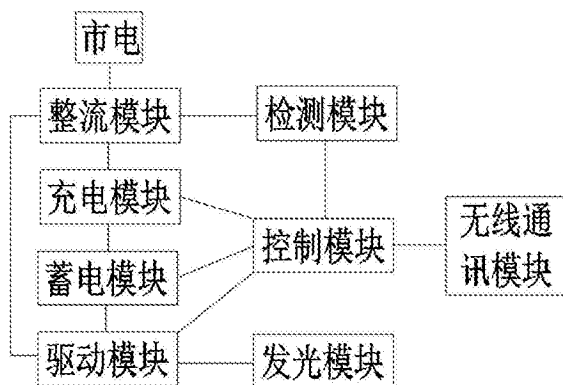 市电
整流模块
检测模块
充电模块
控制模块
无线通
讯模块
蓄电模块
驱动模块
发光模块